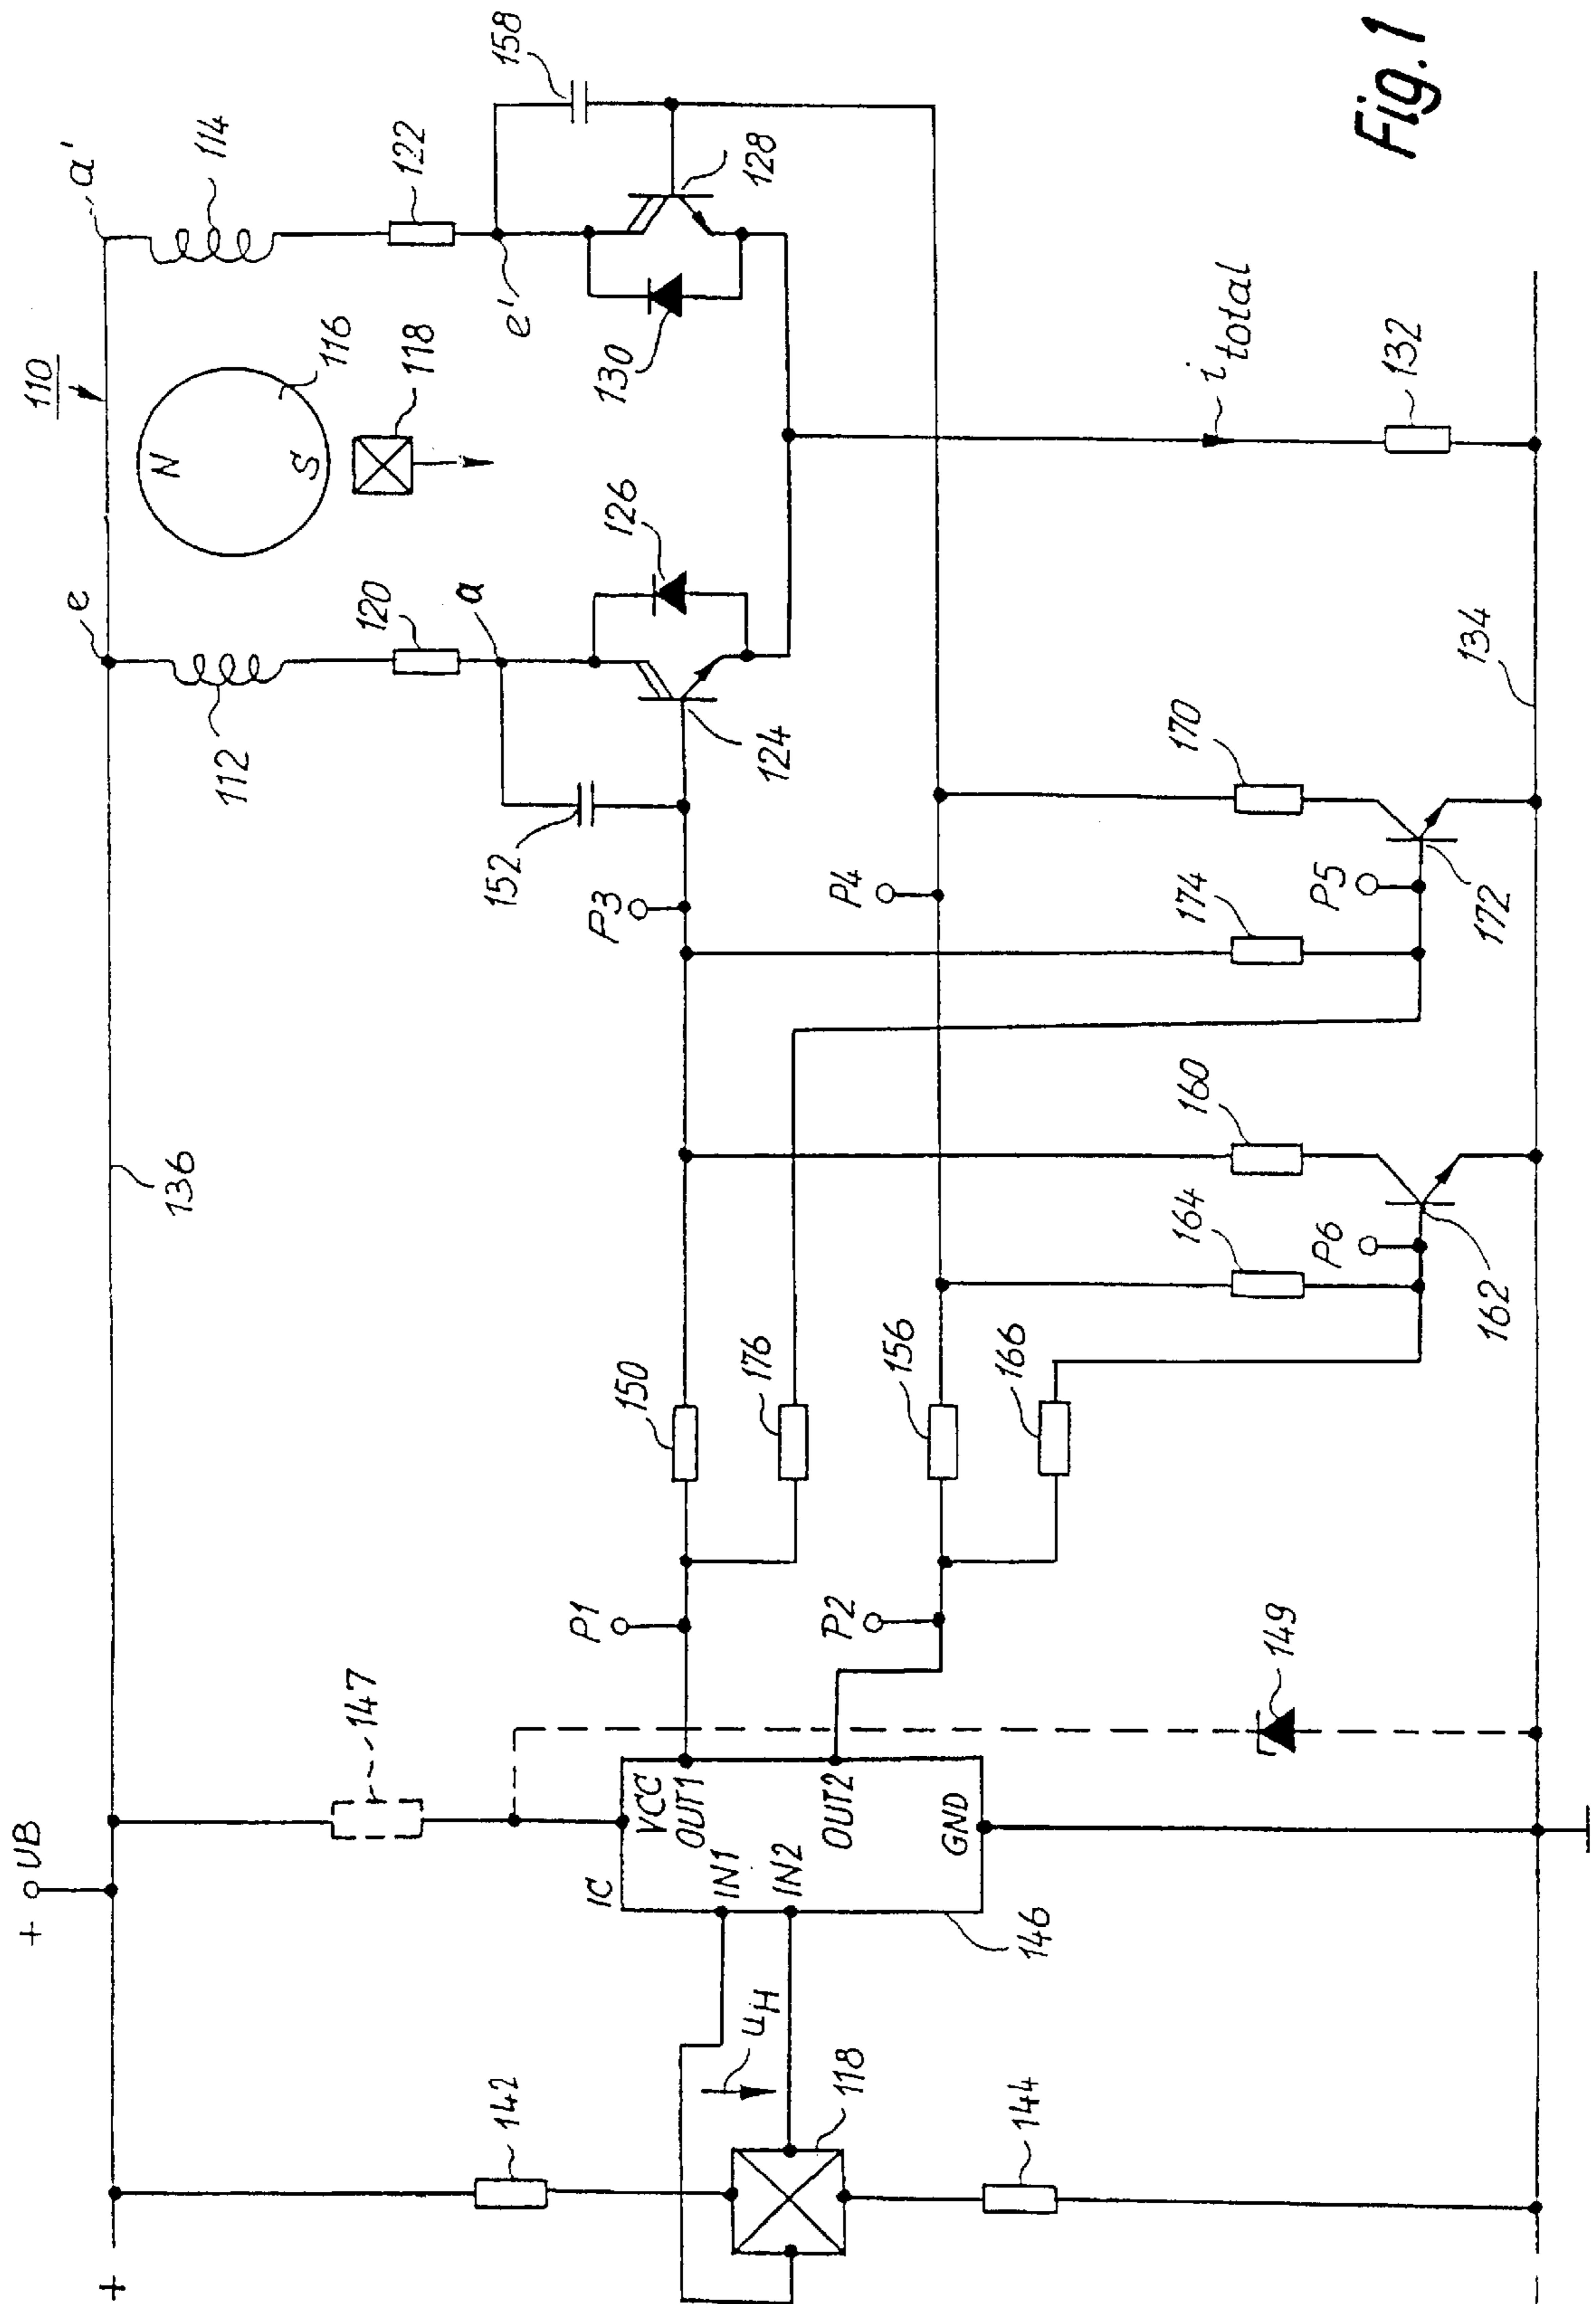 110
e
a'
N
S
116
114
118
112
120
122
158
a
e'
126
130
128
124
152
136
+ UB
+
147
IC
VCC
OUT1
IN1
IN2
OUT2
GND
146
142
u_H
118
144
P1
P2
150
176
156
166
P3
P4
149
164
160
P6
162
174
170
P5
172
134
i total
132
Fig. 1